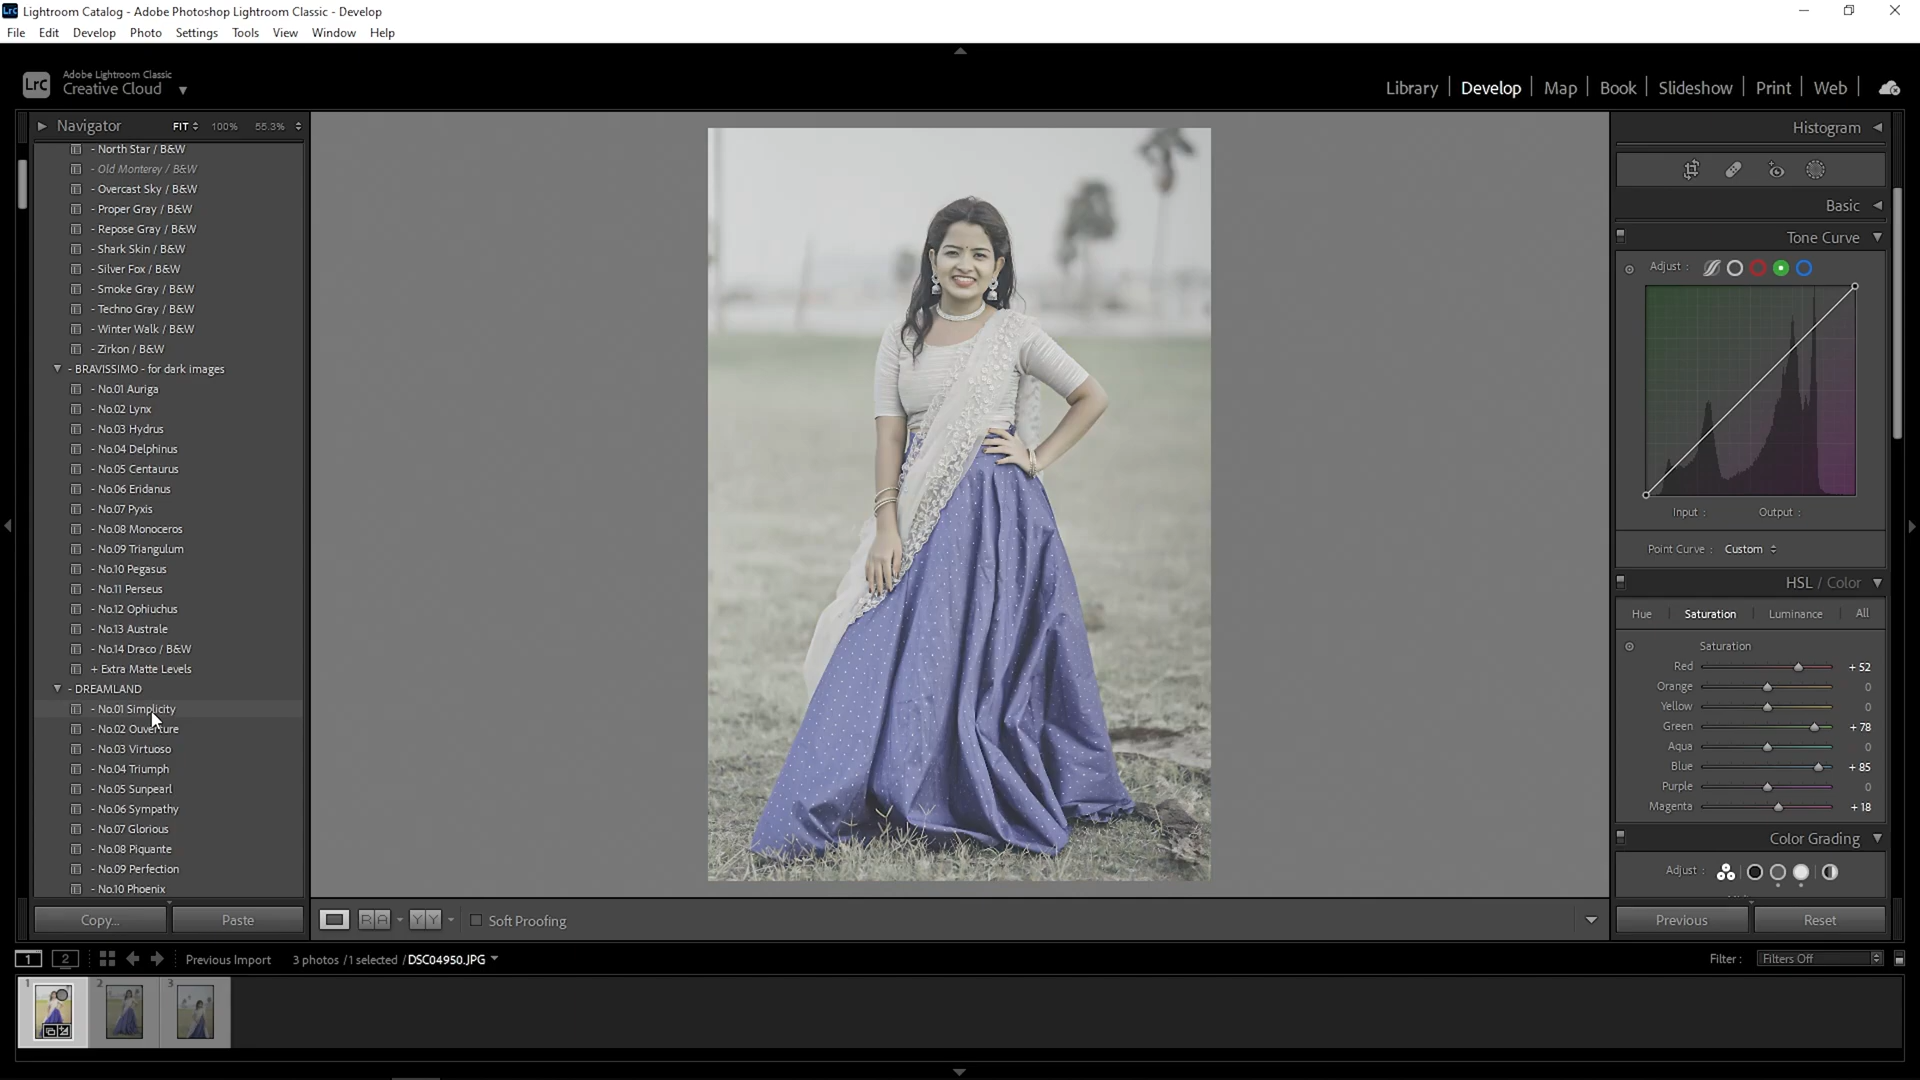 Lightroom Catalog - Adobe Photoshop Lightroom Classic - Develop
File Edit Develop Photo Settings Tools View Window Help
LrC Adobe Lightroom Classic
Creative Cloud
Library Develop Map Book Slideshow Print Web
Navigator FIT 100% 55.3%
- North Star / B&W
- Old Monterey / B&W
- Overcast Sky / B&W
- Proper Gray / B&W
- Repose Gray / B&W
- Shark Skin / B&W
- Silver Fox / B&W
- Smoke Gray / B&W
- Techno Gray / B&W
- Winter Walk / B&W
- Zirkon / B&W
- BRAVISSIMO - for dark images
- No.01 Auriga
- No.02 Lynx
- No.03 Hydrus
- No.04 Delphinus
- No.05 Centaurus
- No.06 Eridanus
- No.07 Pyxis
- No.08 Monoceros
- No.09 Triangulum
- No.10 Pegasus
- No.11 Perseus
- No.12 Ophiuchus
- No.13 Australe
- No.14 Draco / B&W
+ Extra Matte Levels
- DREAMLAND
- No.01 Simplicity
- No.02 Ouverture
- No.03 Virtuoso
- No.04 Triumph
- No.05 Sunpearl
- No.06 Sympathy
- No.07 Glorious
- No.08 Piquante
- No.09 Perfection
- No.10 Phoenix
Copy... Paste
Soft Proofing
Histogram
Basic
Tone Curve
Adjust :
Input : Output :
Point Curve : Custom
HSL / Color
Hue Saturation Luminance All
Saturation
Red + 52
Orange 0
Yellow 0
Green + 78
Aqua 0
Blue + 85
Purple 0
Magenta + 18
Color Grading
Adjust :
Previous Reset
1 2 Previous Import 3 photos / 1 selected / DSC04950.JPG
Filter : Filters Off
1 2 3